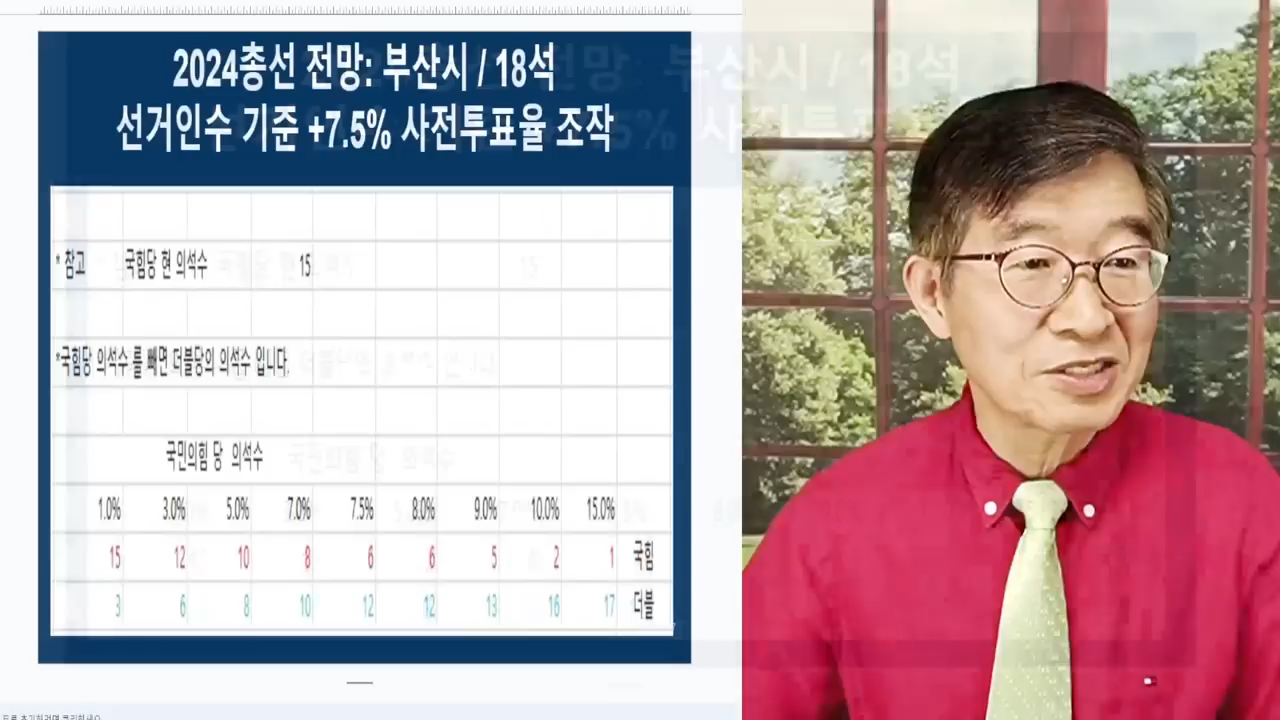 2024총선 전망: 부산시 / 18석
선거인수 기준 +7.5% 사전투표율 조작
* 참고 국힘당 현 의석수 15
*국힘당 의석수 를 빼면 더블당의 의석수 입니다.
국민의힘 당 의석수
1.0% 3.0% 5.0% 7.0% 7.5% 8.0% 9.0% 10.0% 15.0%
15 12 10 8 6 6 5 2 1 국힘
3 6 8 10 12 12 13 16 17 더블